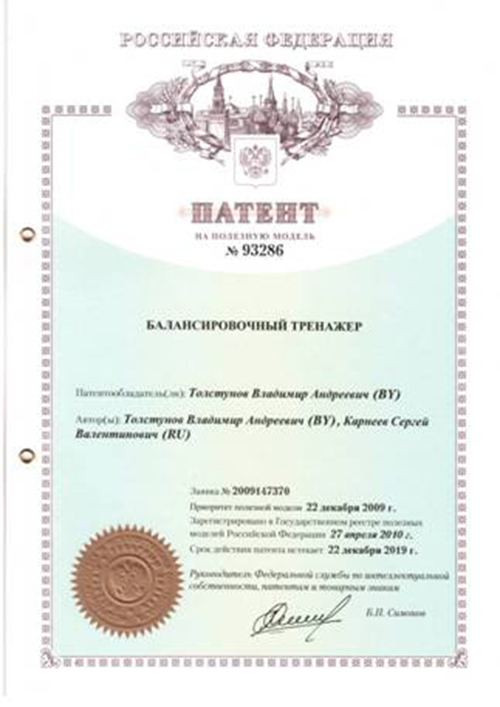 РОССИЙСКАЯ ФЕДЕРАЦИЯ
ПАТЕНТ
НА ПОЛЕЗНУЮ МОДЕЛЬ
№ 93286
БАЛАНСИРОВОЧНЫЙ ТРЕНАЖЕР
Патентообладатель(ли): Толстунов Владимир Андреевич (BY)
Автор(ы): Толстунов Владимир Андреевич (BY), Карнеев Сергей
Валентинович (RU)
Заявка № 2009147370
Приоритет полезной модели 22 декабря 2009 г.
Зарегистрировано в Государственном реестре полезных
моделей Российской Федерации 27 апреля 2010 г.
Срок действия патента истекает 22 декабря 2019 г.
Руководитель Федеральной службы по интеллектуальной
собственности, патентам и товарным знакам
Б.П. Симонов